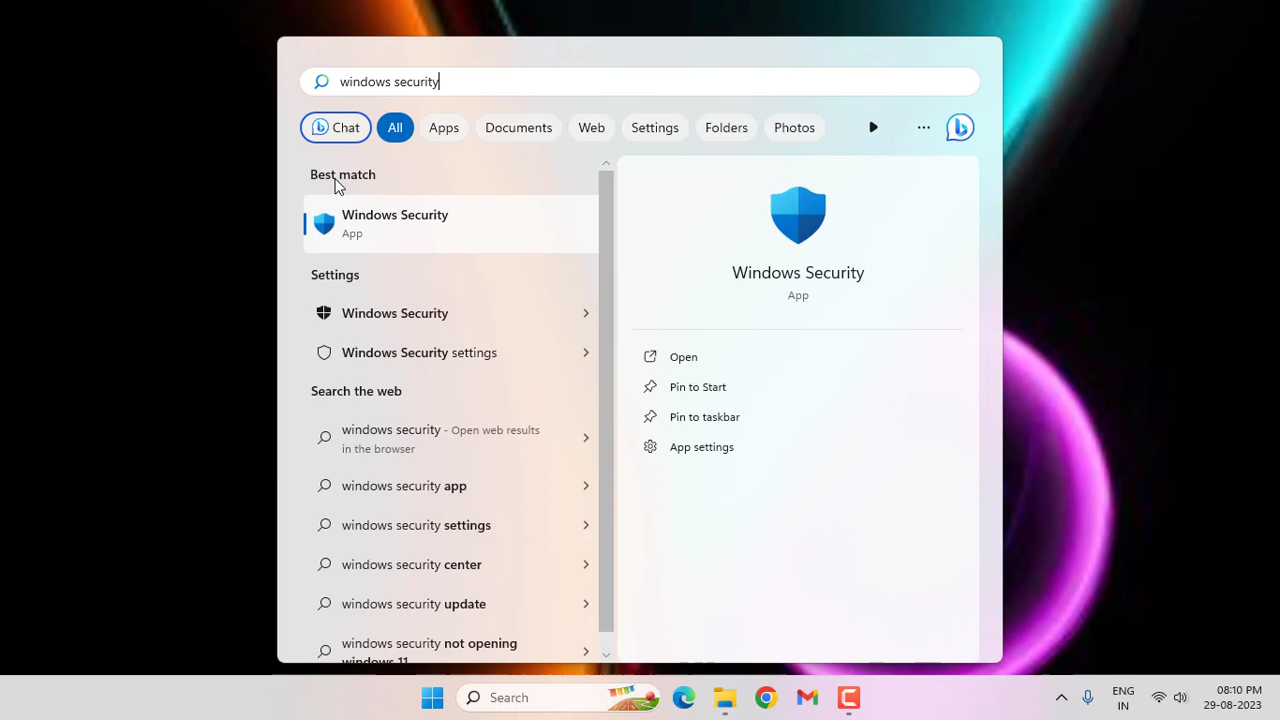 windows security
Chat
All
Apps
Documents
Web
Settings
Folders
Photos
Best match
Windows Security
App
Settings
Windows Security
Windows Security settings
Search the web
windows security - Open web results
in the browser
windows security app
windows security settings
windows security center
windows security update
windows security not opening
windows 11
Windows Security
App
Open
Pin to Start
Pin to taskbar
App settings
Search
ENG
IN
08:10 PM
29-08-2023